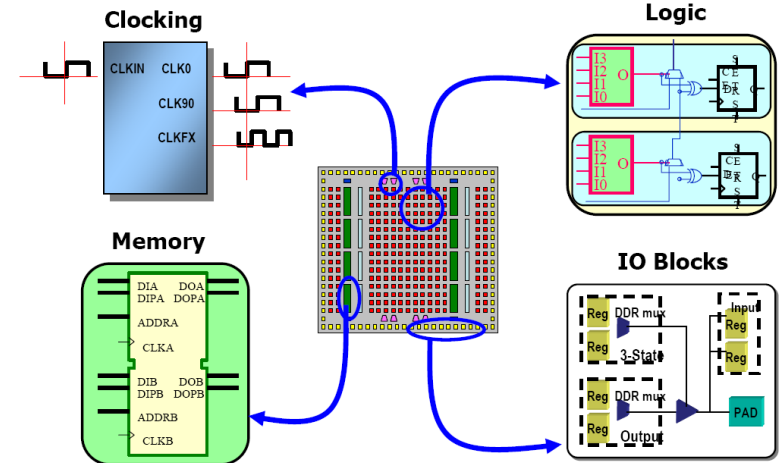 Clocking
CLKIN CLK0
CLK90
CLKFX
Logic
I3
I2
I1
I0
O
S
CE
R
S
T
I3
I2
I1
I0
O
S
CE
R
S
T
Memory
DIA DOA
DIPA DOPA
ADDRA
CLKA
DIB DOB
DIPB DOPB
ADDRB
CLKB
IO Blocks
Reg DDR mux
Reg
3-State
Input
Reg
Reg
Reg DDR mux
Reg
Output
PAD